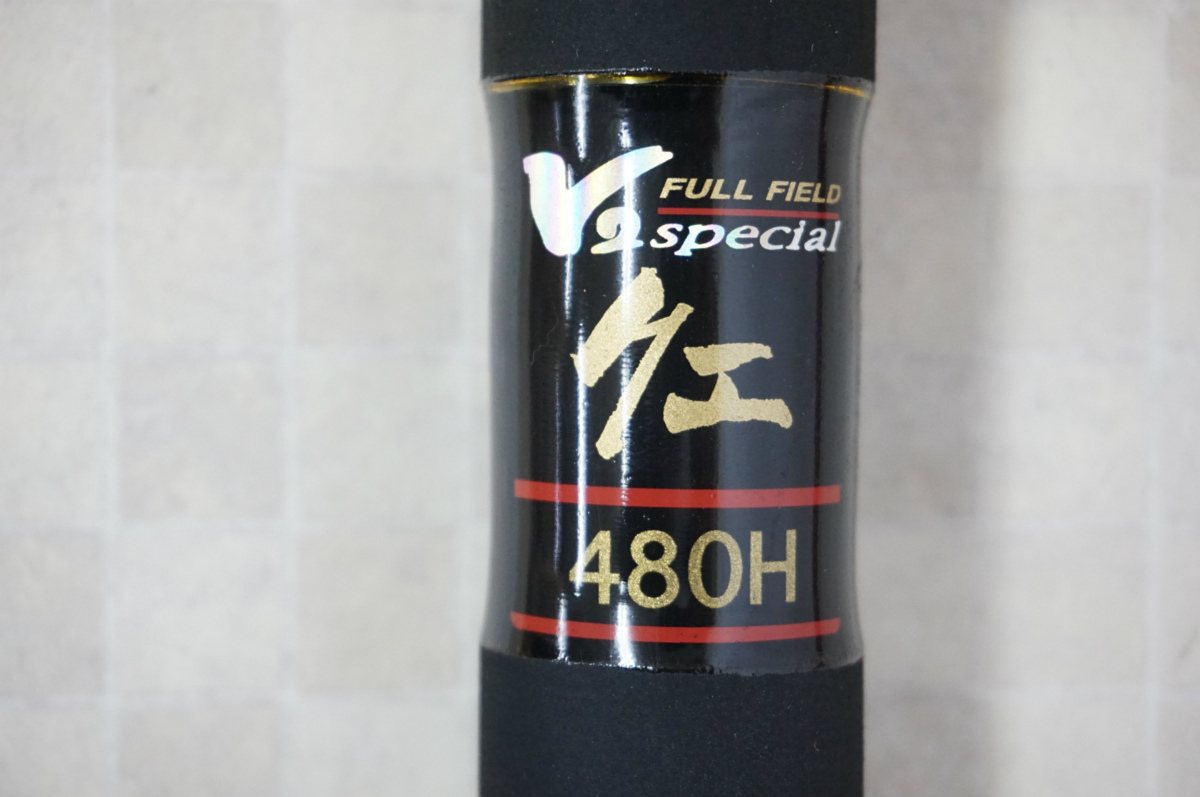 FULL FIELD
V2 special
クエ
480H